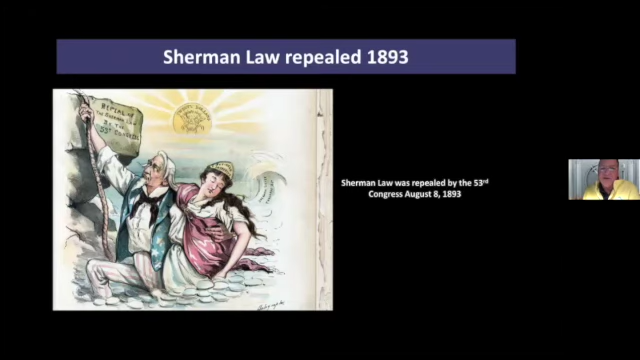 Sherman Law repealed 1893
REPEAL OF
THE SHERMAN LAW
BY THE
53RD CONGRESS
Sherman Law was repealed by the 53rd
Congress August 8, 1893